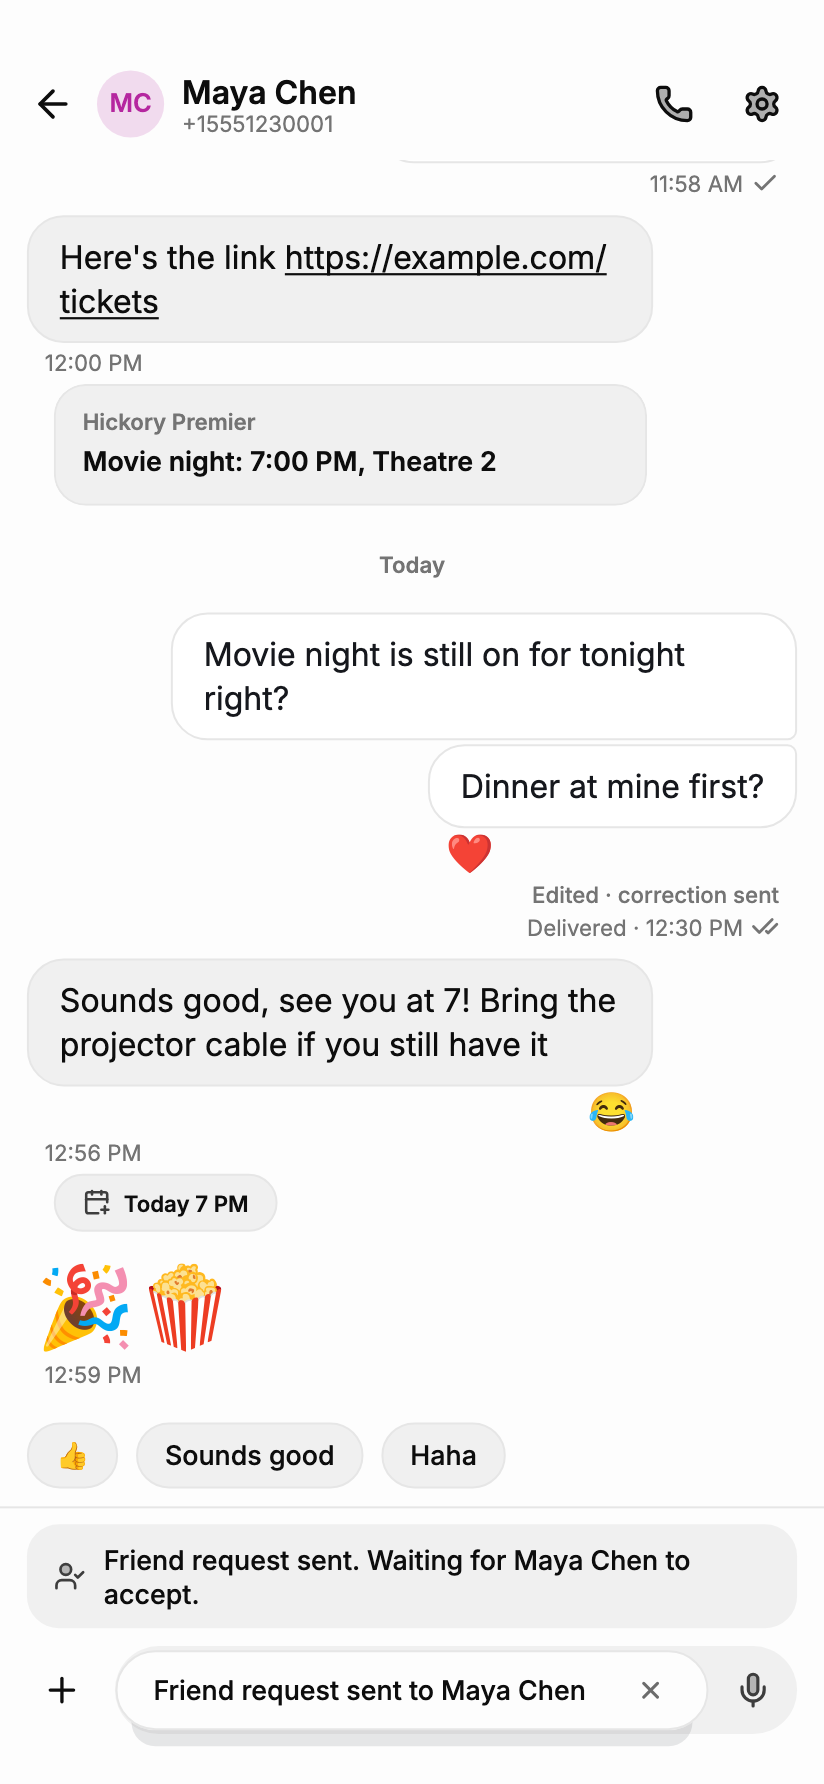 MC
Maya Chen
+15551230001
11:58 AM
Here's the link https://example.com/
tickets
12:00 PM
Hickory Premier
Movie night: 7:00 PM, Theatre 2
Today
Movie night is still on for tonight
right?
Dinner at mine first?
❤️
Edited · correction sent
Delivered · 12:30 PM
Sounds good, see you at 7! Bring the
projector cable if you still have it
😂
12:56 PM
Today 7 PM
🎉🍿
12:59 PM
👍 Sounds good Haha
Friend request sent. Waiting for Maya Chen to
accept.
Friend request sent to Maya Chen